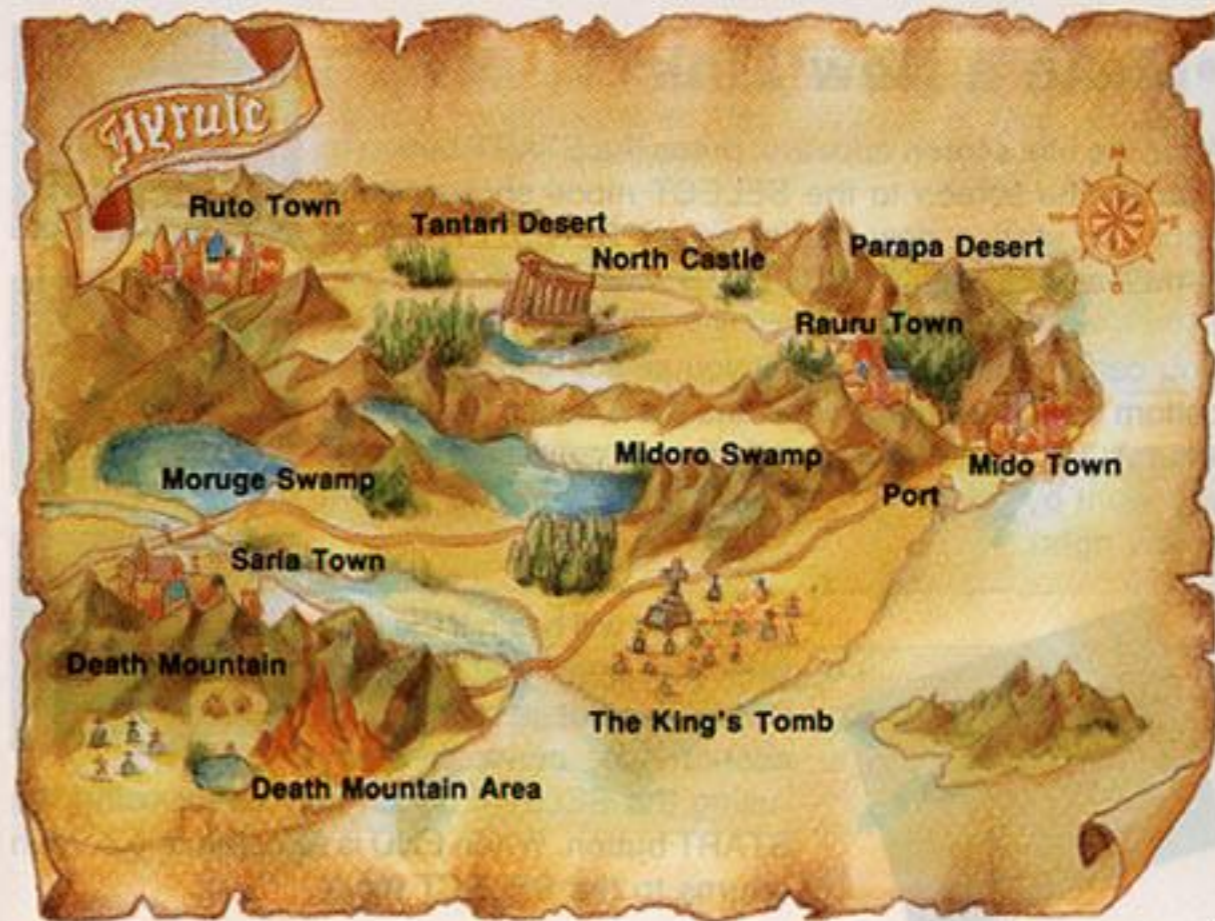 Hyrule
Ruto Town
Tantari Desert
North Castle
Parapa Desert
Rauru Town
Midoro Swamp
Mido Town
Moruge Swamp
Port
Saria Town
Death Mountain
The King's Tomb
Death Mountain Area